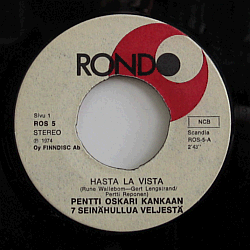 RONDO
Sivu 1
ROS 5
STEREO
℗ 1974
Oy FINNDISC Ab
NCB
Scandia
ROS-5-A
2'43"
HASTA LA VISTA
(Rune Wallebom—Gert Lengstrand)
Pertti Reponen)
PENTTI OSKARI KANKAAN
7 SEINÄHULLUA VELJESTÄ